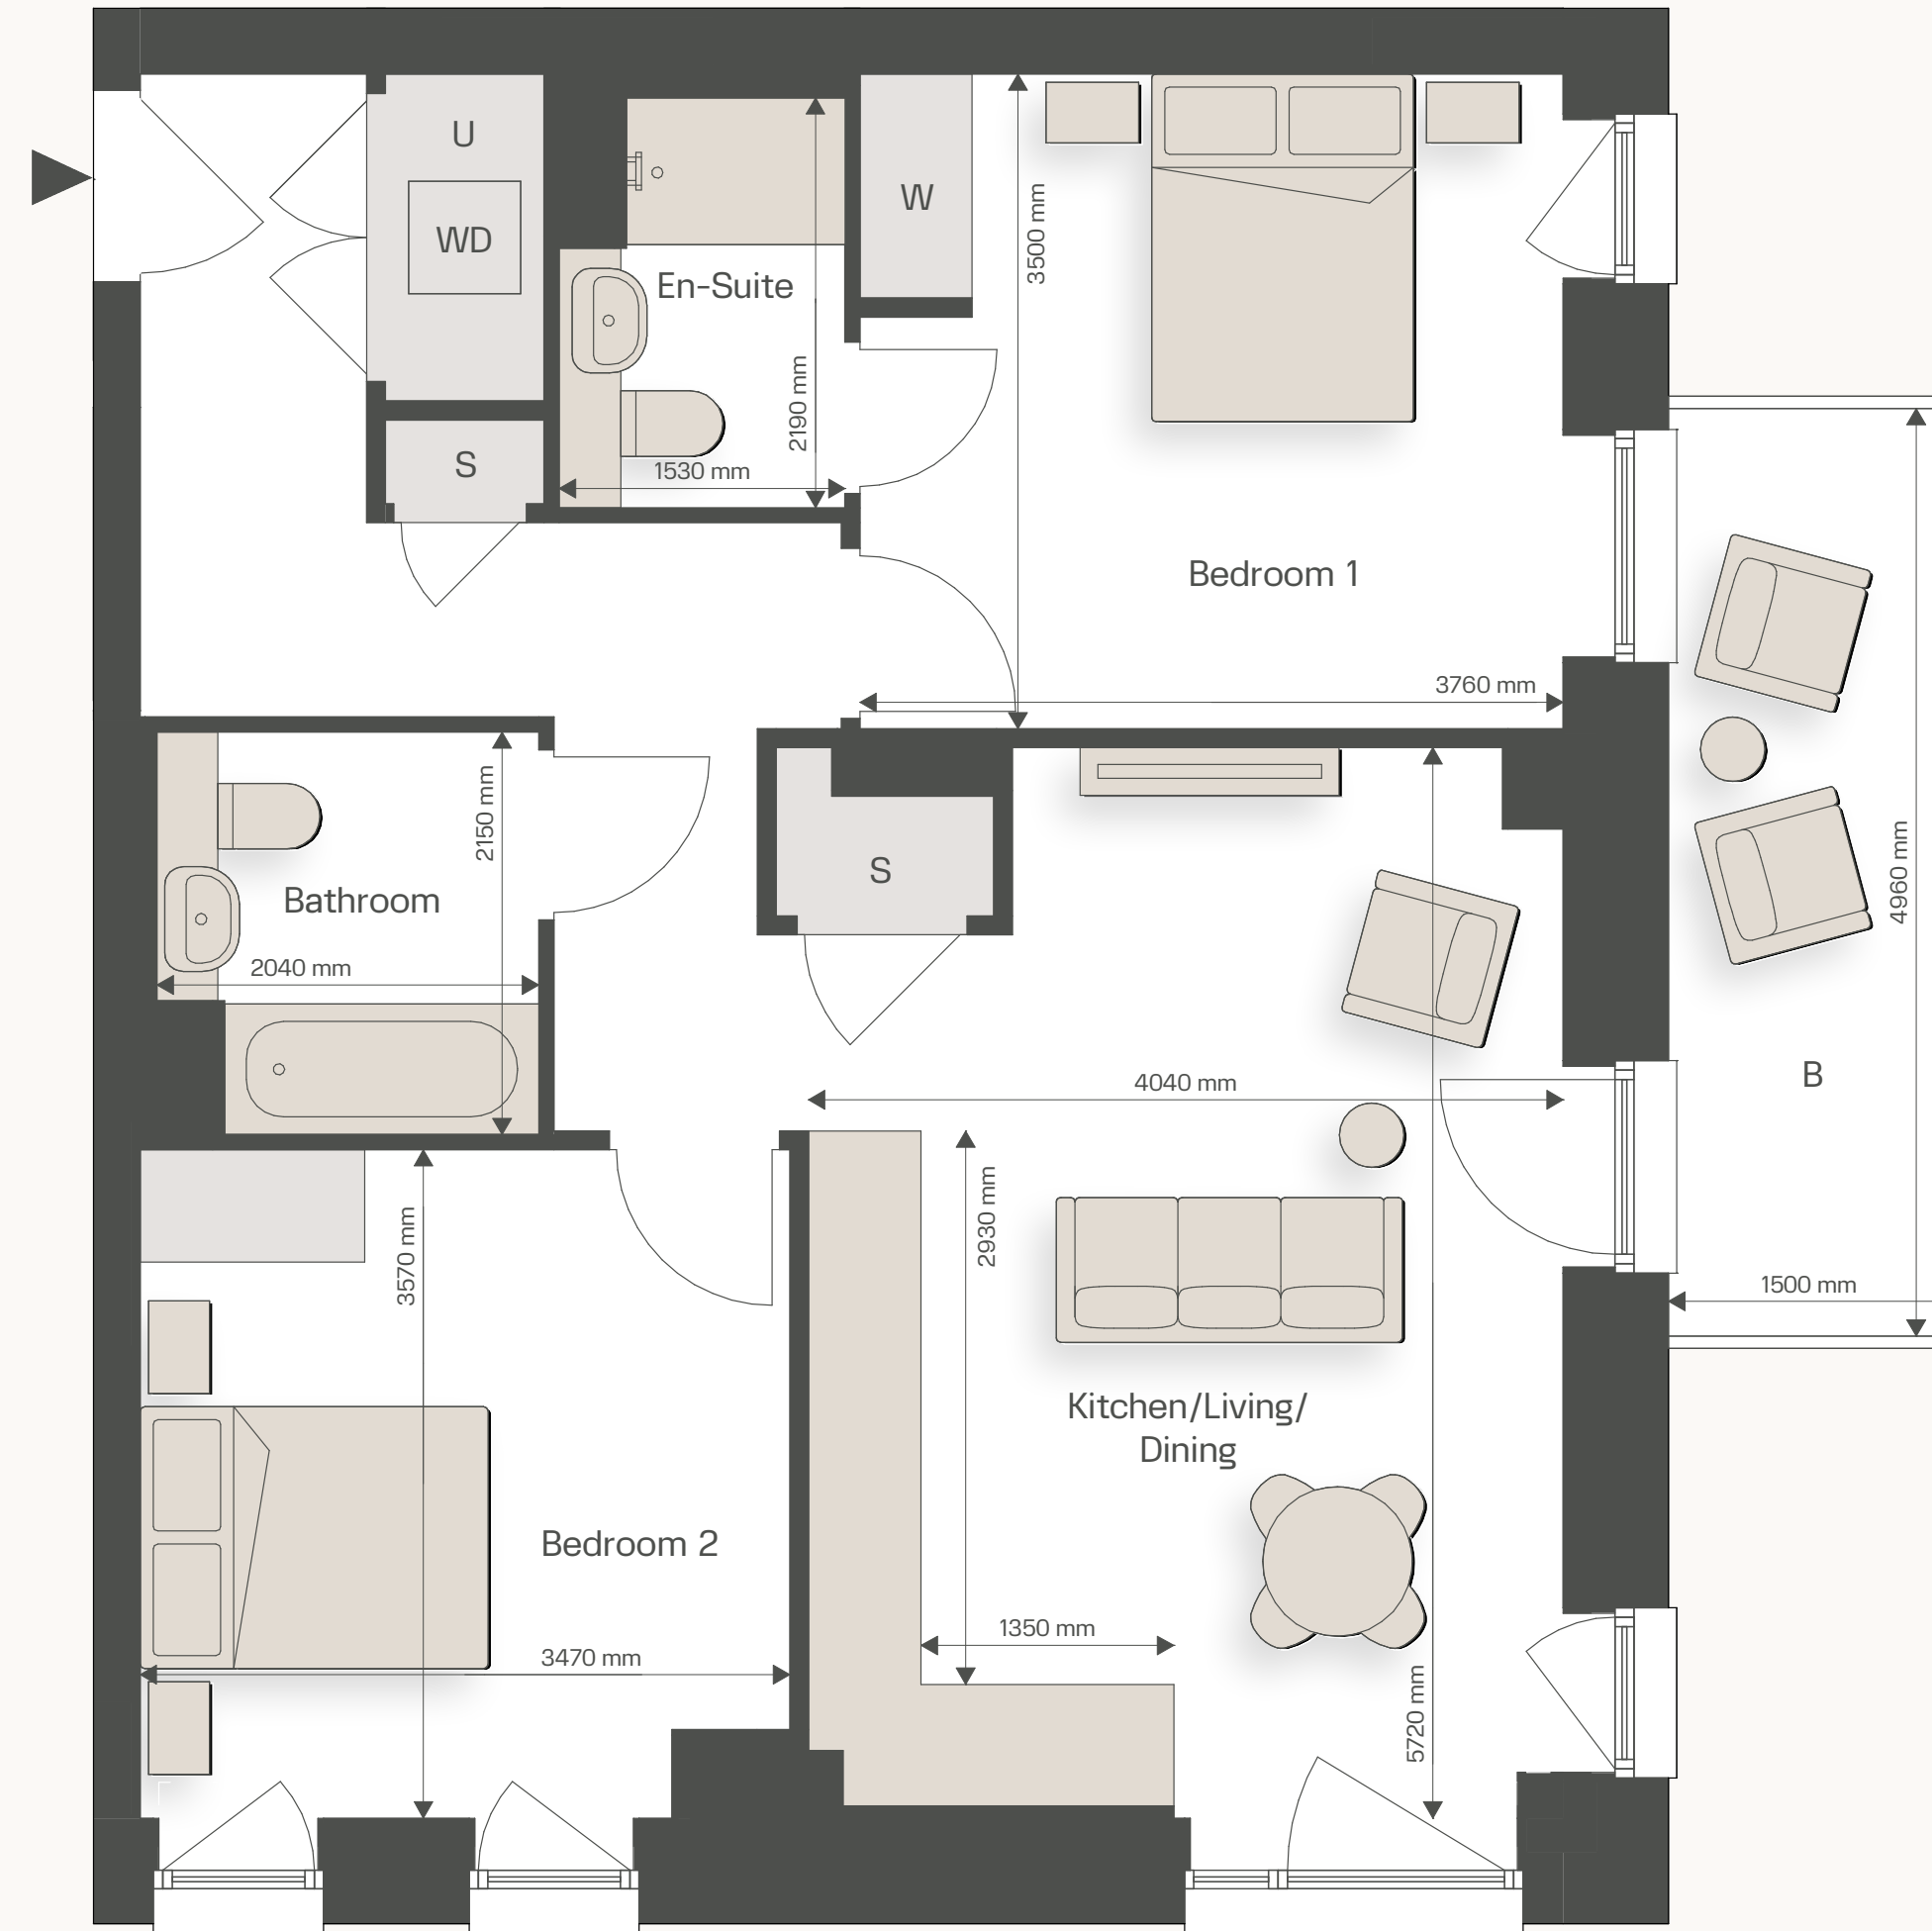 U
WD
W
En-Suite
3500 mm
2190 mm
S
1530 mm
Bedroom 1
3760 mm
2150 mm
Bathroom
S
4960 mm
2040 mm
B
4040 mm
2930 mm
3570 mm
1500 mm
Kitchen/Living/
Dining
Bedroom 2
1350 mm
3470 mm
5720 mm